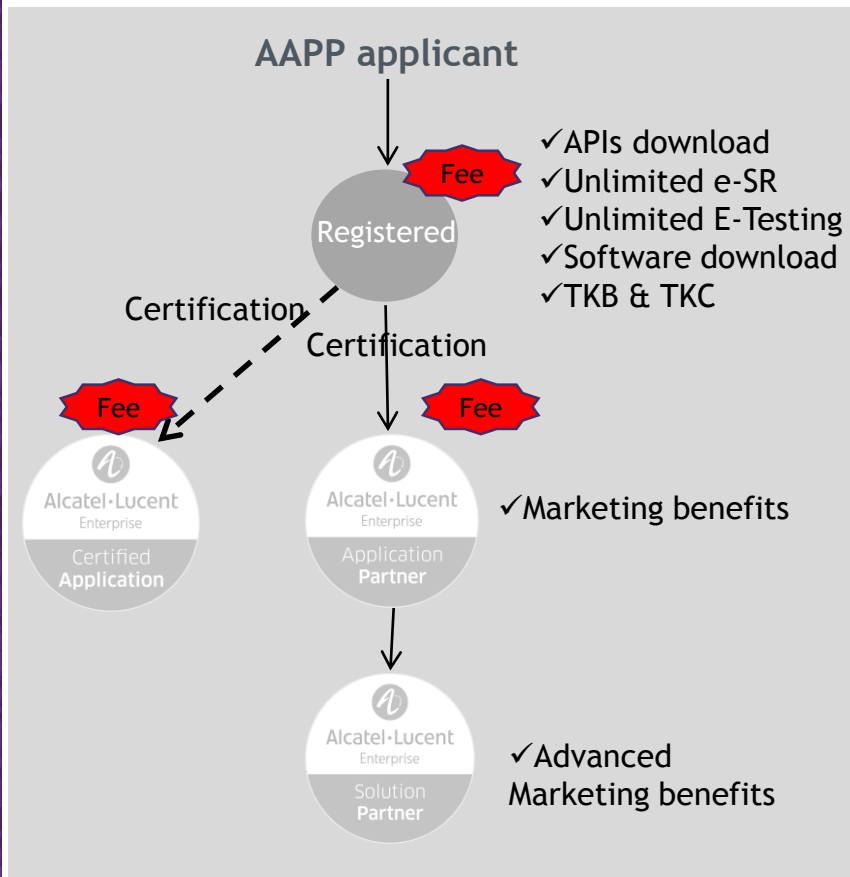 AAPP applicant
Fee
Registered
✓APIs download
✓Unlimited e-SR
✓Unlimited E-Testing
✓Software download
✓TKB & TKC
Certification
Certification
Fee
Fee
Alcatel·Lucent
Enterprise
Certified
Application
Alcatel·Lucent
Enterprise
Application
Partner
✓Marketing benefits
Alcatel·Lucent
Enterprise
Solution
Partner
✓Advanced
Marketing benefits